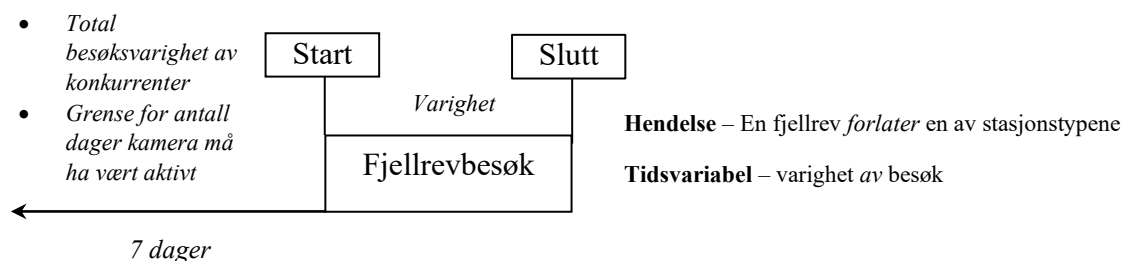 • Total
besøksvarighet av
konkurrenter
• Grense for antall
dager kamera må
ha vært aktivt
Start
Slutt
Varighet
Fjellrevbesøk
7 dager
Hendelse – En fjellrev forlater en av stasjonstypene
Tidsvariabel – varighet av besøk